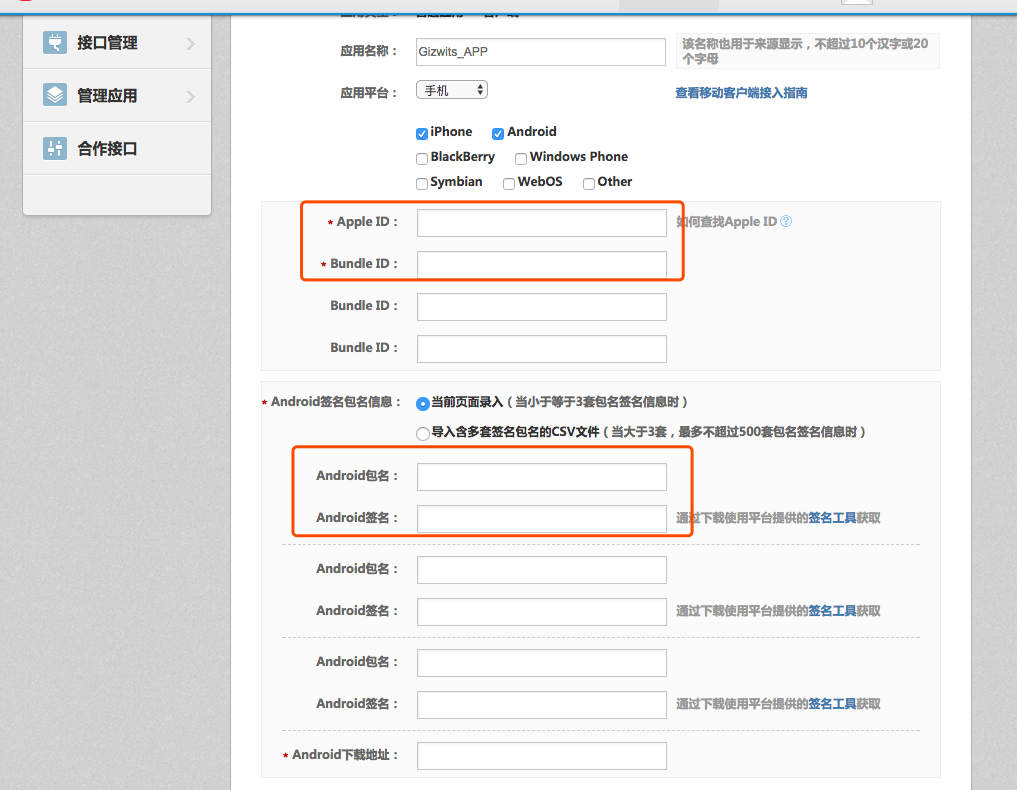 接口管理
管理应用
合作接口
应用名称：
Gizwits_APP
该名称也用于来源显示，不超过10个汉字或20
个字母
应用平台：
手机
查看移动客户端接入指南
iPhone
Android
BlackBerry
Windows Phone
Symbian
WebOS
Other
* Apple ID：
如何查找Apple ID ?
* Bundle ID：
Bundle ID：
Bundle ID：
* Android签名包名信息：
当前页面录入（当小于等于3套包名签名信息时）
导入含多套签名包名的CSV文件（当大于3套，最多不超过500套包名签名信息时）
Android包名：
Android签名：
通过下载使用平台提供的签名工具获取
Android包名：
Android签名：
通过下载使用平台提供的签名工具获取
Android包名：
Android签名：
通过下载使用平台提供的签名工具获取
* Android下载地址：